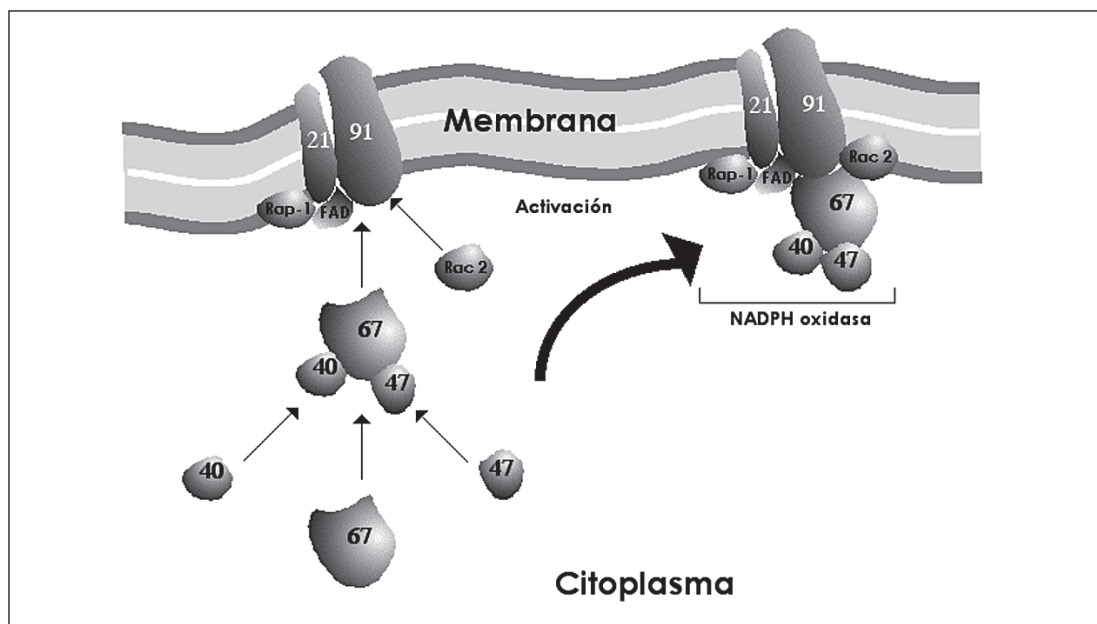 21
91
Membrana
21
91
Rap-1
FAD
Rac 2
Rap-1
FAD
Rac 2
Activación
67
40
47
NADPH oxidasa
67
40
47
40
47
67
Citoplasma